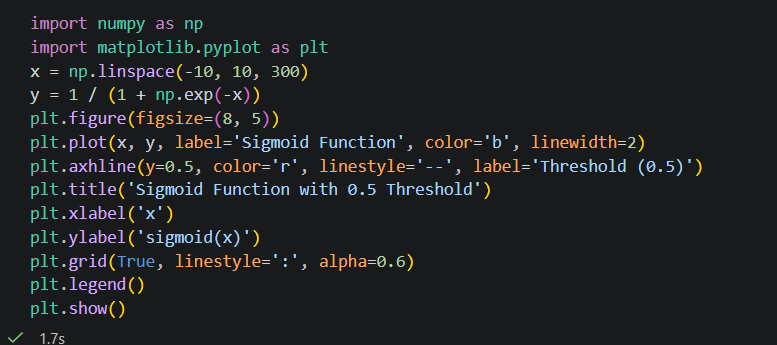 import numpy as np
import matplotlib.pyplot as plt
x = np.linspace(-10, 10, 300)
y = 1 / (1 + np.exp(-x))
plt.figure(figsize=(8, 5))
plt.plot(x, y, label='Sigmoid Function', color='b', linewidth=2)
plt.axhline(y=0.5, color='r', linestyle='--', label='Threshold (0.5)')
plt.title('Sigmoid Function with 0.5 Threshold')
plt.xlabel('x')
plt.ylabel('sigmoid(x)')
plt.grid(True, linestyle=':', alpha=0.6)
plt.legend()
plt.show()
1.7s